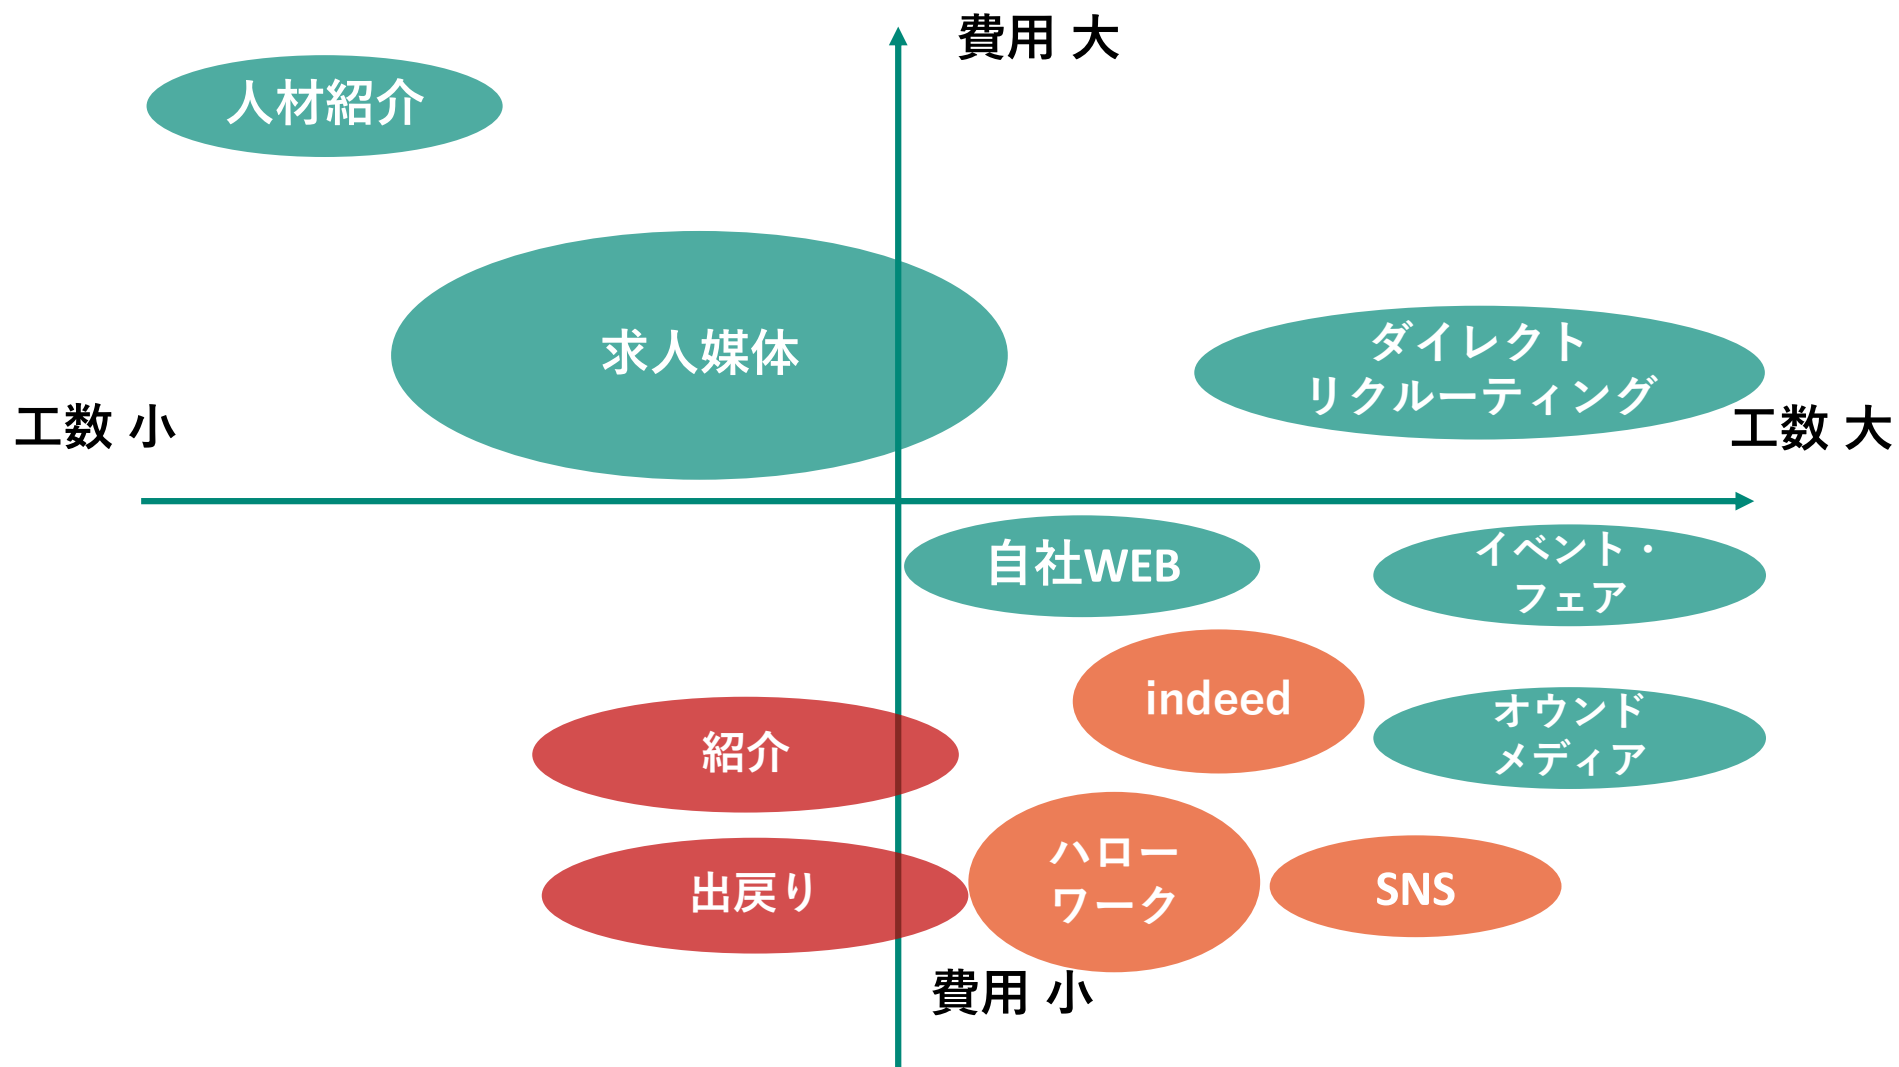 費用 大
人材紹介
求人媒体
ダイレクト
リクルーティング
工数 小
工数 大
自社WEB
イベント・
フェア
indeed
オウンド
メディア
紹介
ハロー
ワーク
出戻り
SNS
費用 小